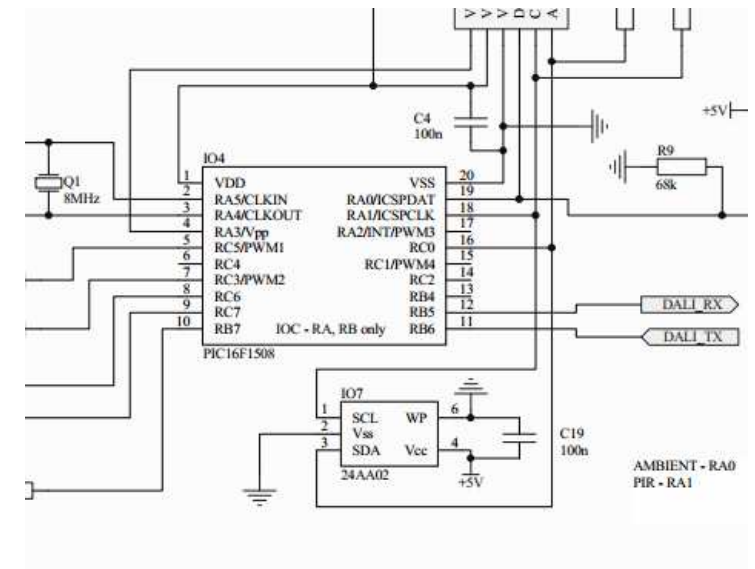 V V V D C A
C4
100n
+5V
R9
68k
Q1
8MHz
IO4
1 VDD VSS 20
2 RA5/CLKIN RA0/ICSPDAT 19
3 RA4/CLKOUT RA1/ICSPCLK 18
4 RA3/Vpp RA2/INT/PWM3 17
5 RC5/PWM1 RC0 16
6 RC4 RC1/PWM4 15
7 RC3/PWM2 RC2 14
8 RC6 RB4 13
9 RC7 RB5 12
10 RB7 IOC - RA, RB only RB6 11
PIC16F1508
DALI_RX
DALI_TX
IO7
1 SCL WP 6
2 Vss
3 SDA Vcc 4
24AA02
+5V
C19
100n
AMBIENT - RA0
PIR - RA1